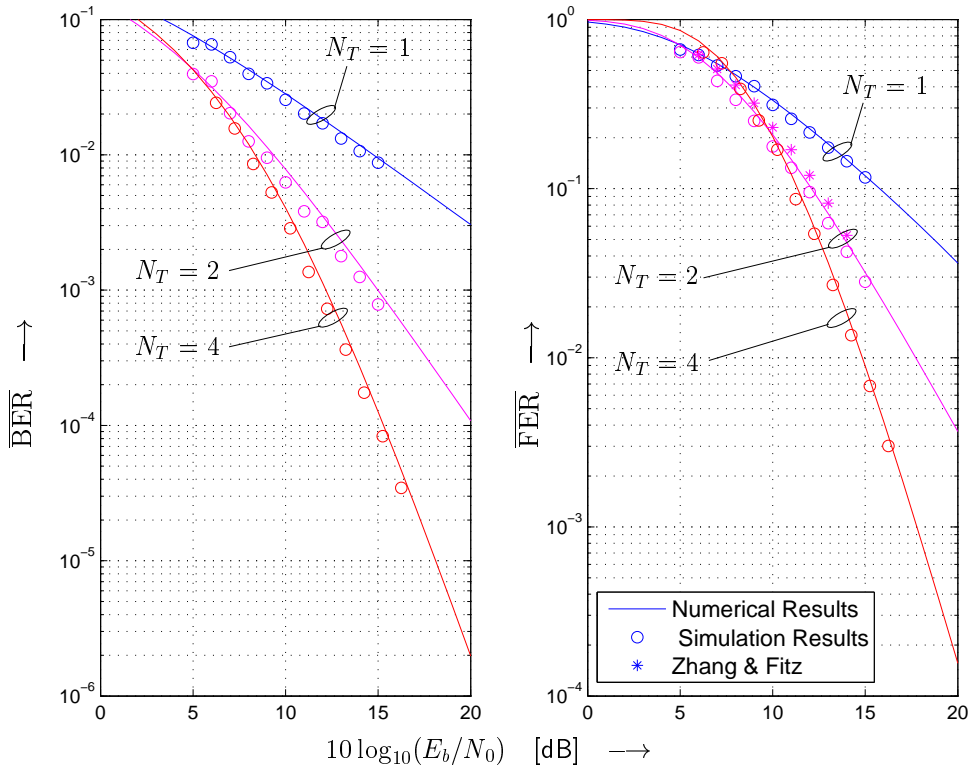 10^{-1}
10^{-2}
10^{-3}
10^{-4}
10^{-5}
10^{-6}
0
5
10
15
20
\overline{BER} ⟶
N_T = 1
N_T = 2
N_T = 4
10^{0}
10^{-1}
10^{-2}
10^{-3}
10^{-4}
0
5
10
15
20
\overline{FER} ⟶
N_T = 1
N_T = 2
N_T = 4
Numerical Results
Simulation Results
Zhang & Fitz
10 log_{10}(E_b/N_0) [dB] ⟶